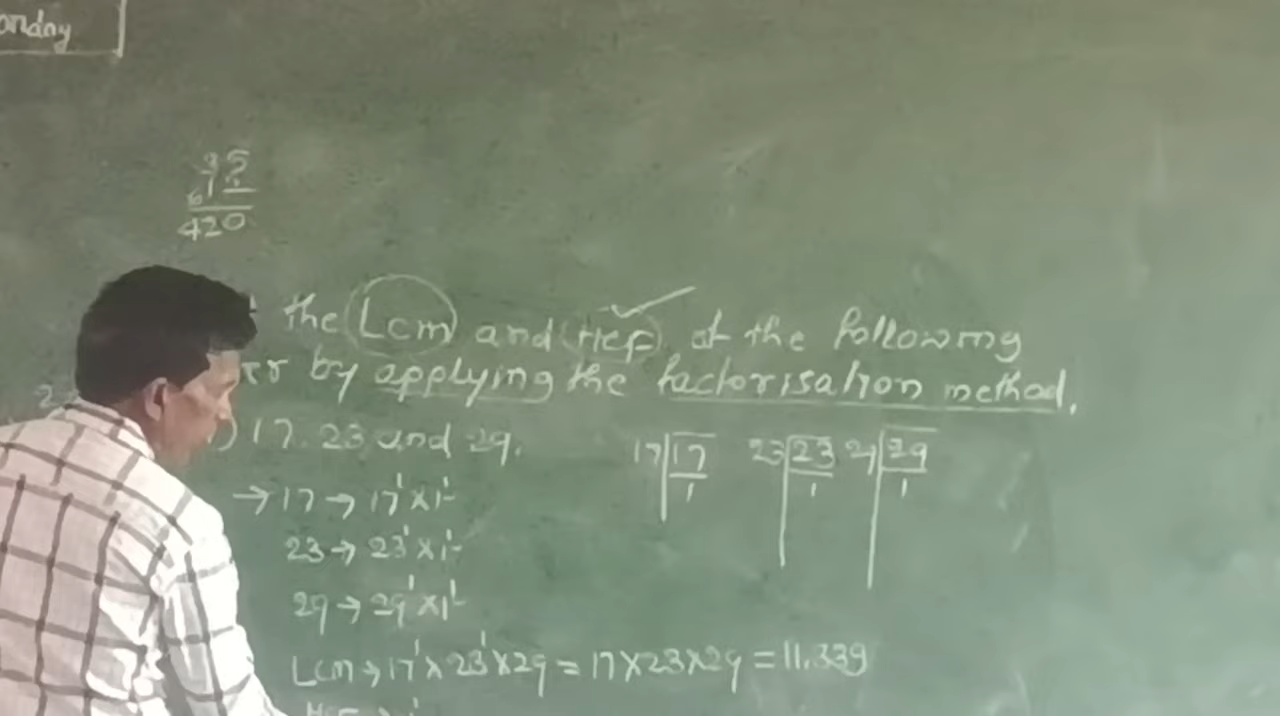 onday
420
the Lcm and HCF of the following
by applying the factorisation method.
) 17. 23 and 29.
17 | 17 23 | 23 29 | 29
1 1 1
→ 17 → 17¹ × 1¹
23 → 23¹ × 1¹
29 → 29¹ × 1¹
Lcm → 17¹ × 23¹ × 29 = 17 × 23 × 29 = 11,339
HCF → 1¹